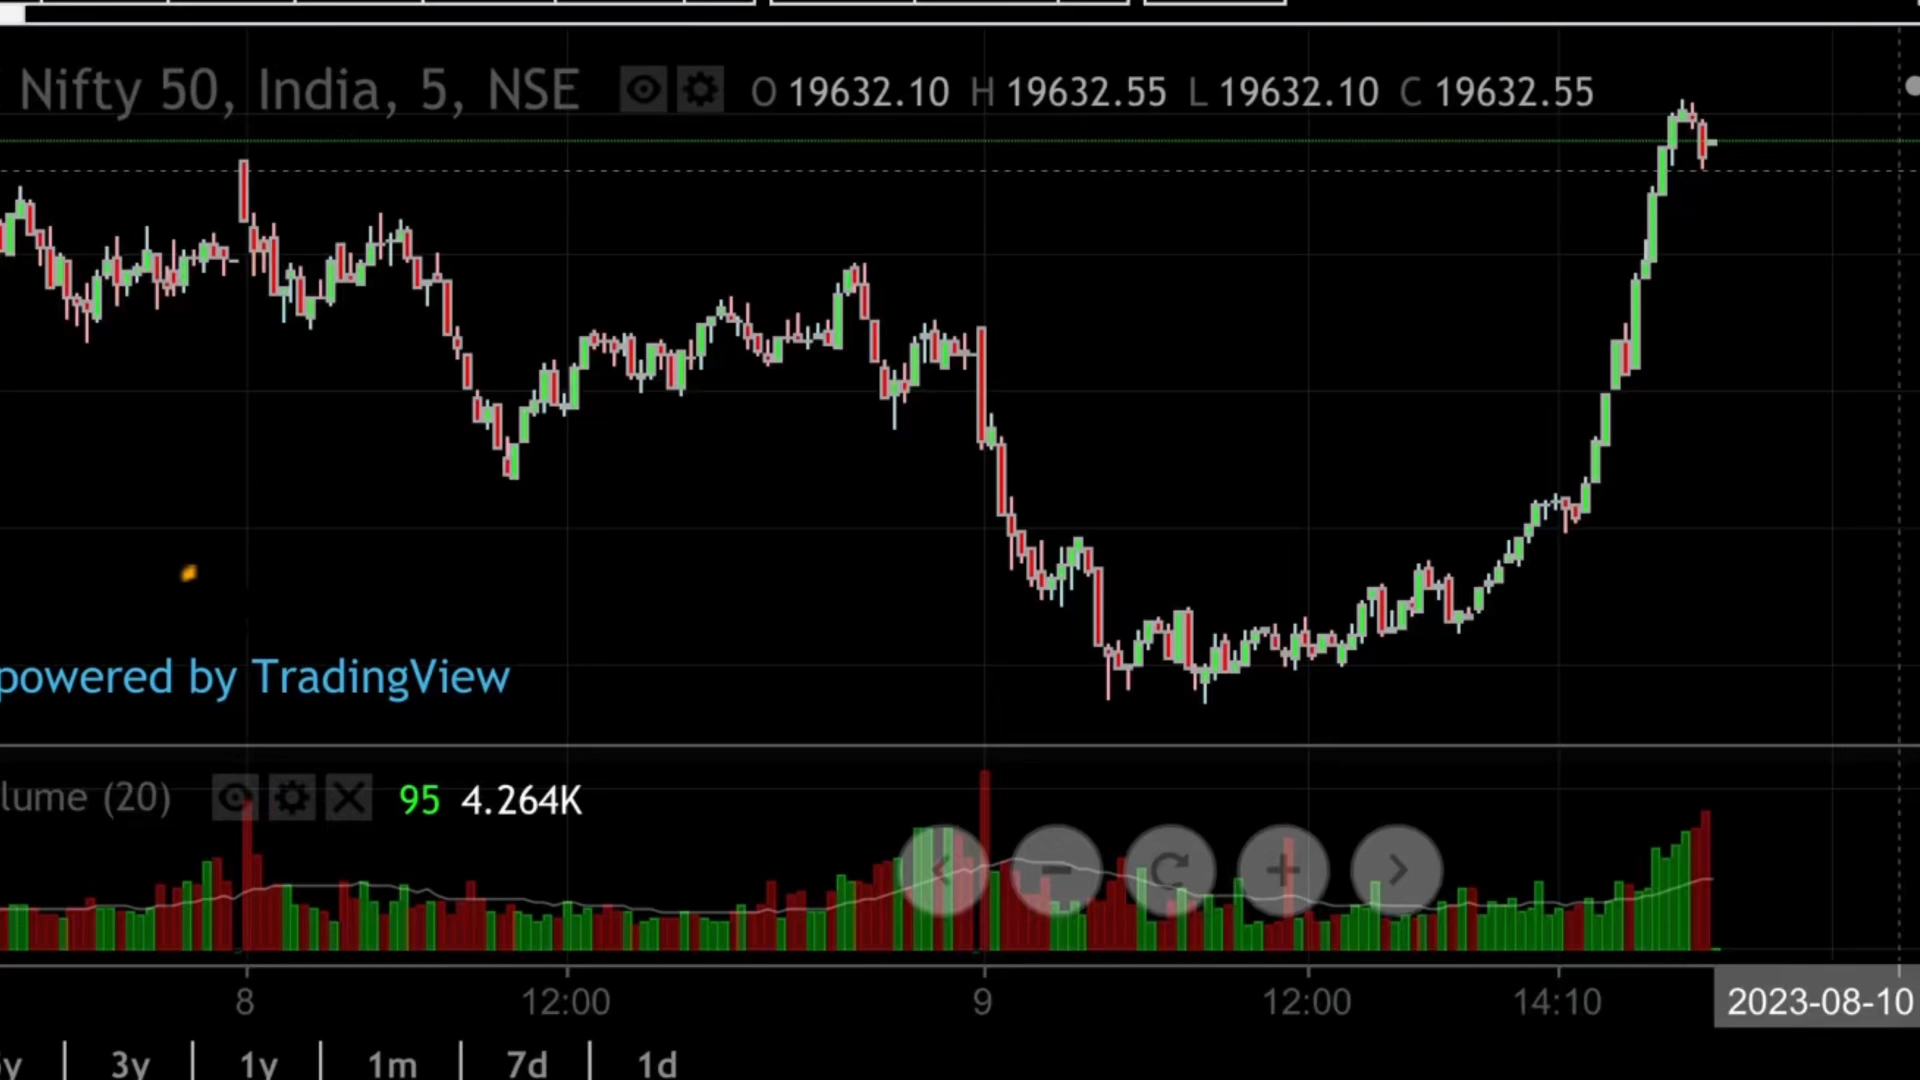 Nifty 50, India, 5, NSE O 19632.10 H 19632.55 L 19632.10 C 19632.55
powered by TradingView
lume (20) 95 4.264K
8 12:00 9 12:00 14:10 2023-08-10
y 3y 1y 1m 7d 1d